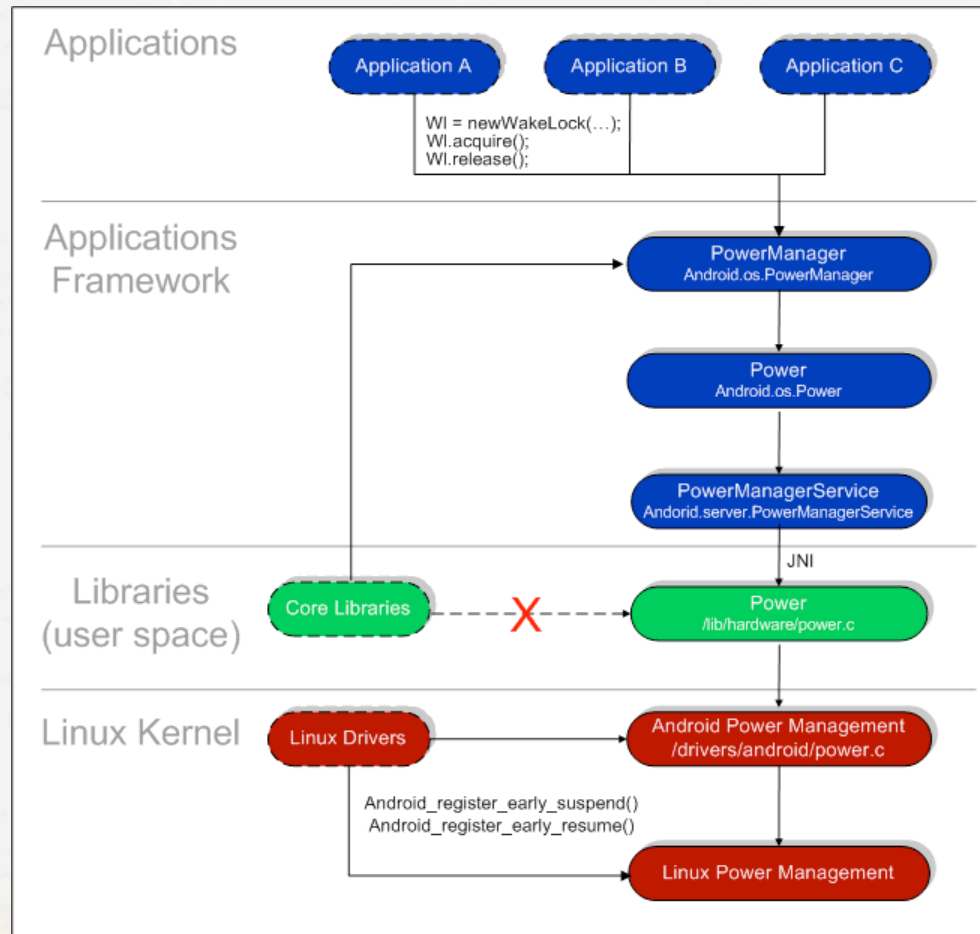 Applications
Application A
Application B
Application C
Wl = newWakeLock(…);
Wl.acquire();
Wl.release();
Applications
Framework
PowerManager
Android.os.PowerManager
Power
Android.os.Power
PowerManagerService
Andorid.server.PowerManagerService
JNI
Libraries
(user space)
Core Libraries
X
Power
/lib/hardware/power.c
Linux Kernel
Linux Drivers
Android Power Management
/drivers/android/power.c
Android_register_early_suspend()
Android_register_early_resume()
Linux Power Management